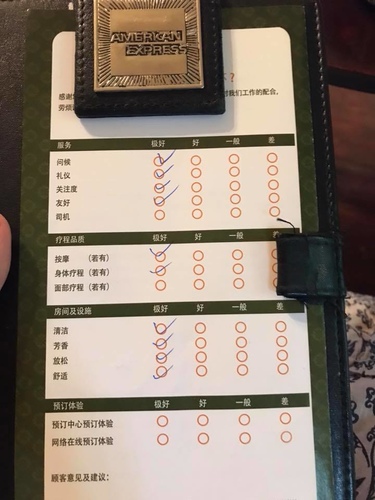 AMERICAN
EXPRESS
?
感谢
对我们工作的配合.
劳烦
服务 极好 好 一般 差
问候
礼仪
关注度
友好
司机
疗程品质 极好 好 一般 差
按摩 (若有)
身体疗程 (若有)
面部疗程 (若有)
房间及设施 极好 好 一般 差
清洁
芳香
放松
舒适
预订体验 极好 好 一般 差
预订中心预订体验
网络在线预订体验
顾客意见及建议: